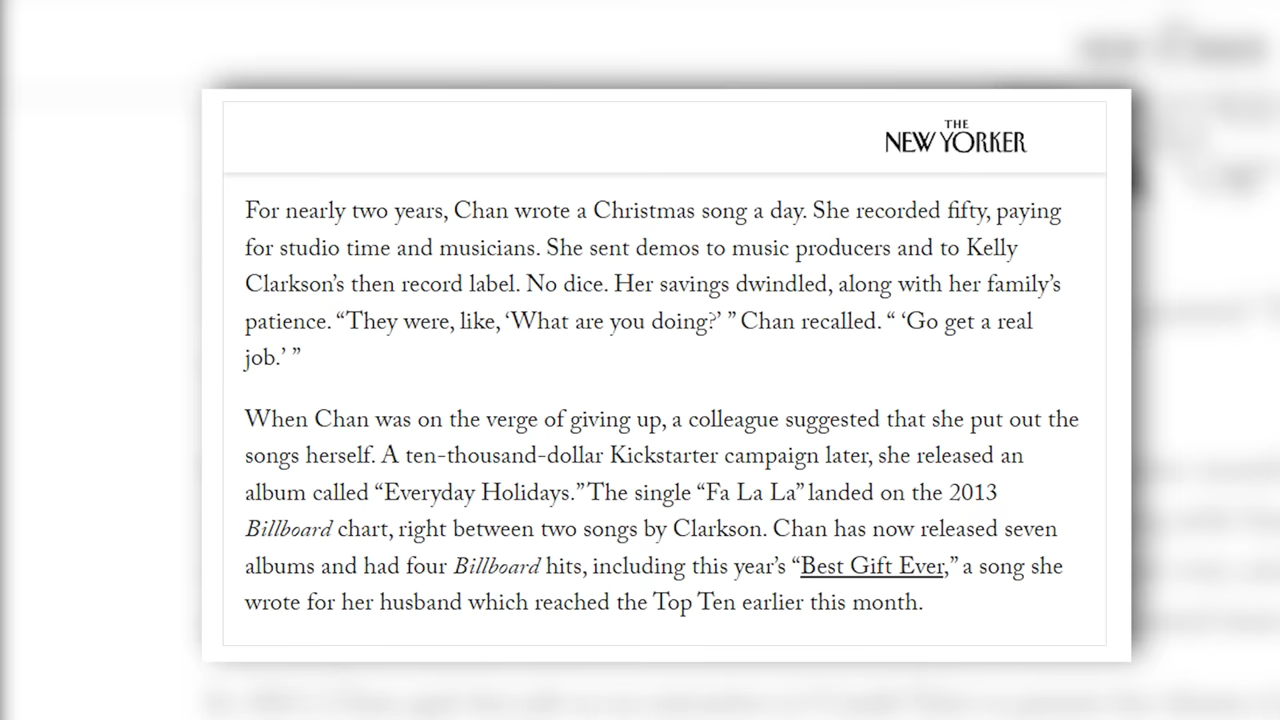 THE
NEW YORKER
For nearly two years, Chan wrote a Christmas song a day. She recorded fifty, paying
for studio time and musicians. She sent demos to music producers and to Kelly
Clarkson’s then record label. No dice. Her savings dwindled, along with her family’s
patience. “They were, like, ‘What are you doing?’ ” Chan recalled. “ ‘Go get a real
job.’ ”
When Chan was on the verge of giving up, a colleague suggested that she put out the
songs herself. A ten-thousand-dollar Kickstarter campaign later, she released an
album called “Everyday Holidays.” The single “Fa La La” landed on the 2013
Billboard chart, right between two songs by Clarkson. Chan has now released seven
albums and had four Billboard hits, including this year’s “Best Gift Ever,” a song she
wrote for her husband which reached the Top Ten earlier this month.